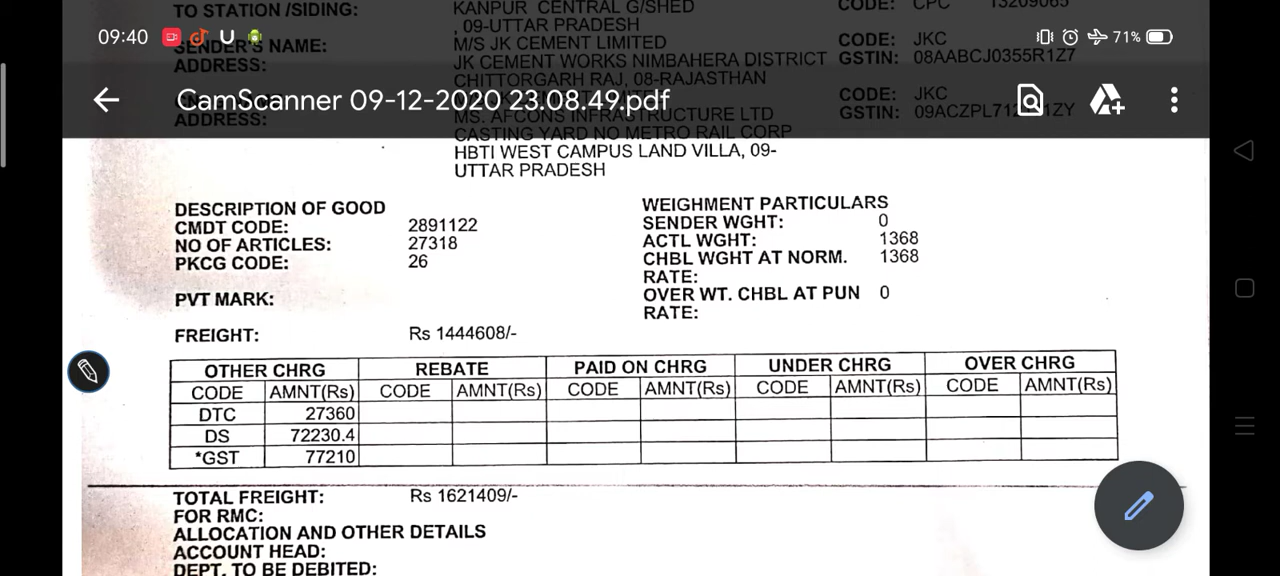 TO STATION /SIDING: KANPUR CENTRAL G/SHED CODE: CPC 13209065
, 09-UTTAR PRADESH
09:40 U 71%
SENDER'S NAME: M/S JK CEMENT LIMITED CODE: JKC
ADDRESS: JK CEMENT WORKS NIMBAHERA DISTRICT GSTIN: 08AABCJ0355R1Z7
CHITTORGARH RAJ, 08-RAJASTHAN
CODE: JKC
CamScanner 09-12-2020 23.08.49.pdf
ADDRESS: MS. AFCONS INFRASTRUCTURE LTD GSTIN:
CASTING YARD NO METRO RAIL CORP
HBTI WEST CAMPUS LAND VILLA, 09-
UTTAR PRADESH
DESCRIPTION OF GOOD WEIGHMENT PARTICULARS
CMDT CODE: 2891122 SENDER WGHT: 0
NO OF ARTICLES: 27318 ACTL WGHT: 1368
PKCG CODE: 26 CHBL WGHT AT NORM. 1368
RATE:
PVT MARK: OVER WT. CHBL AT PUN 0
RATE:
FREIGHT: Rs 1444608/-
OTHER CHRG REBATE PAID ON CHRG UNDER CHRG OVER CHRG
CODE AMNT(Rs) CODE AMNT(Rs) CODE AMNT(Rs) CODE AMNT(Rs) CODE AMNT(Rs)
DTC 27360
DS 72230.4
*GST 77210
TOTAL FREIGHT: Rs 1621409/-
FOR RMC:
ALLOCATION AND OTHER DETAILS
ACCOUNT HEAD:
DEPT. TO BE DEBITED: